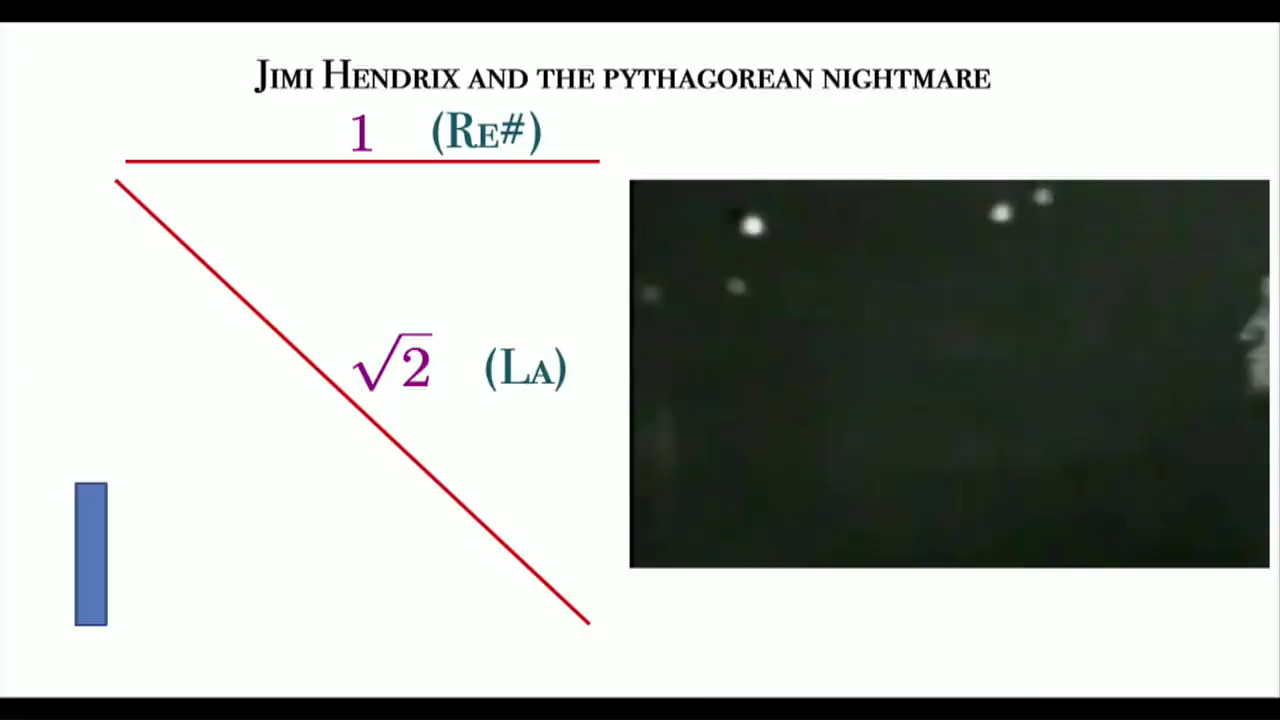 Jimi Hendrix and the pythagorean nightmare
1 (Re#)
√2 (La)